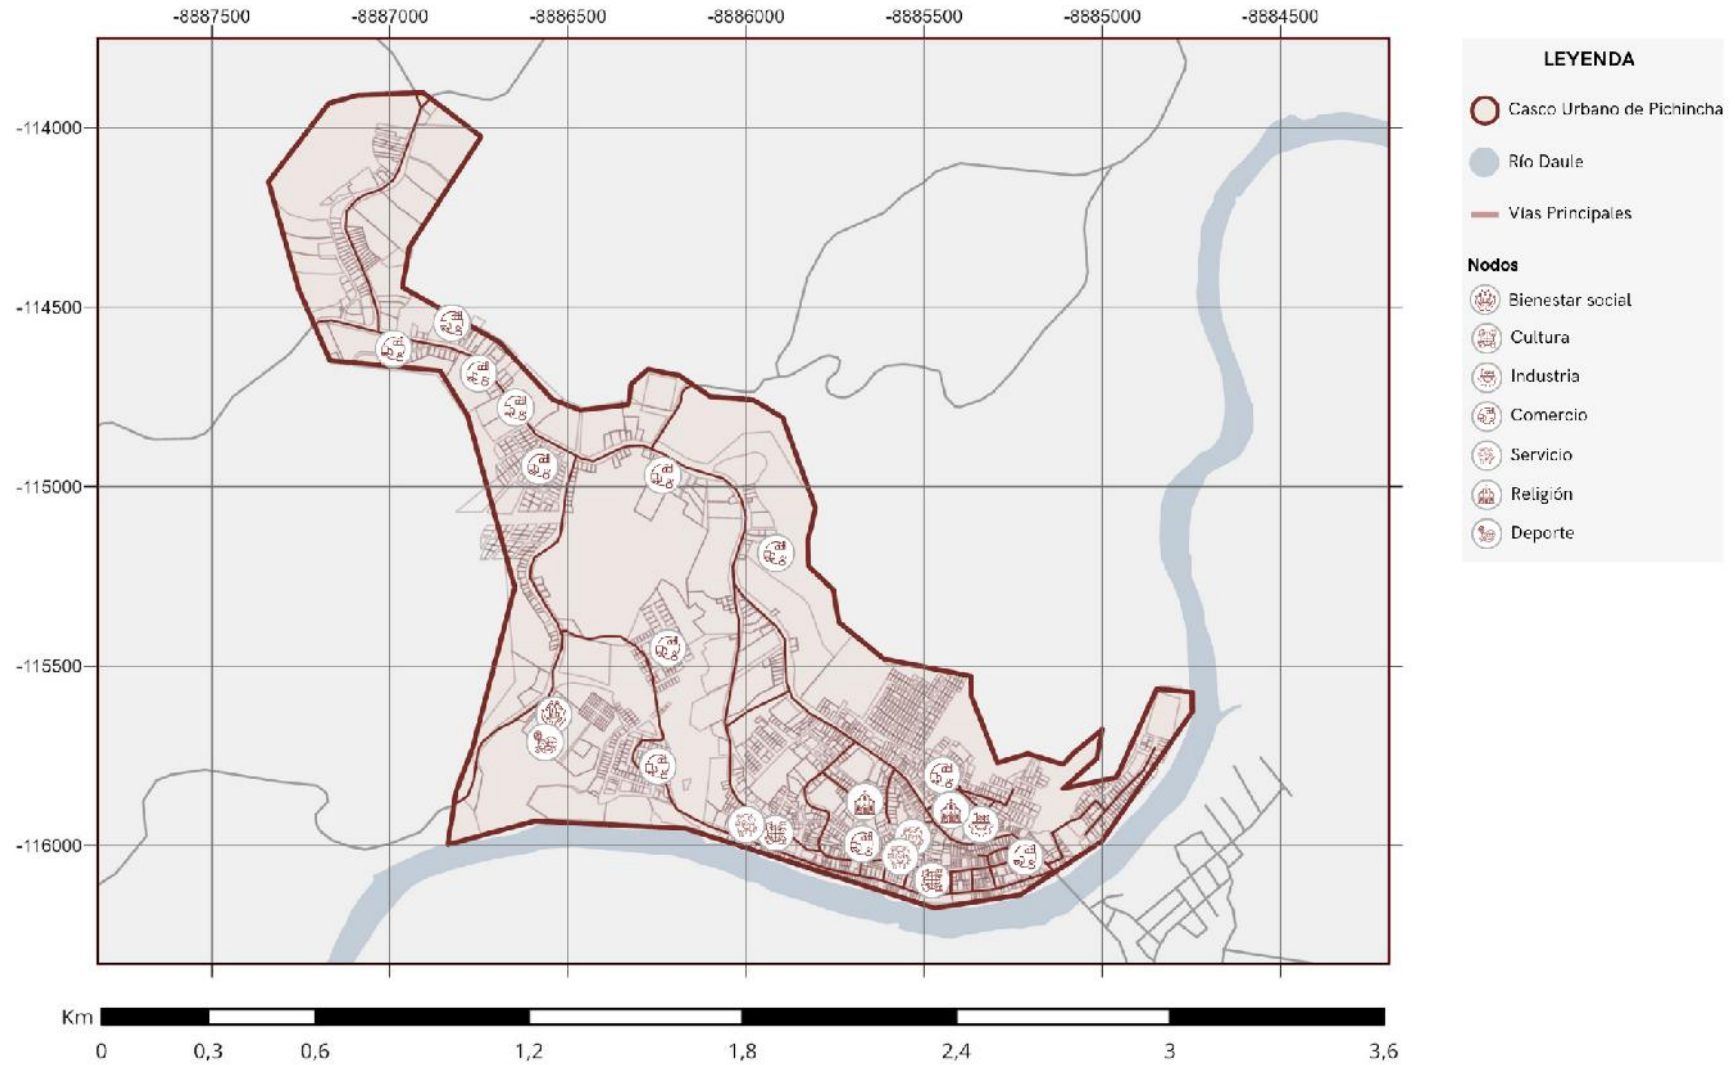 -8887500 -8887000 -8886500 -8886000 -8885500 -8885000 -8884500
-114000
-114500
-115000
-115500
-116000
LEYENDA
Casco Urbano de Pichincha
Río Daule
Vías Principales
Nodos
Bienestar social
Cultura
Industria
Comercio
Servicio
Religión
Deporte
Km
0 0,3 0,6 1,2 1,8 2,4 3 3,6